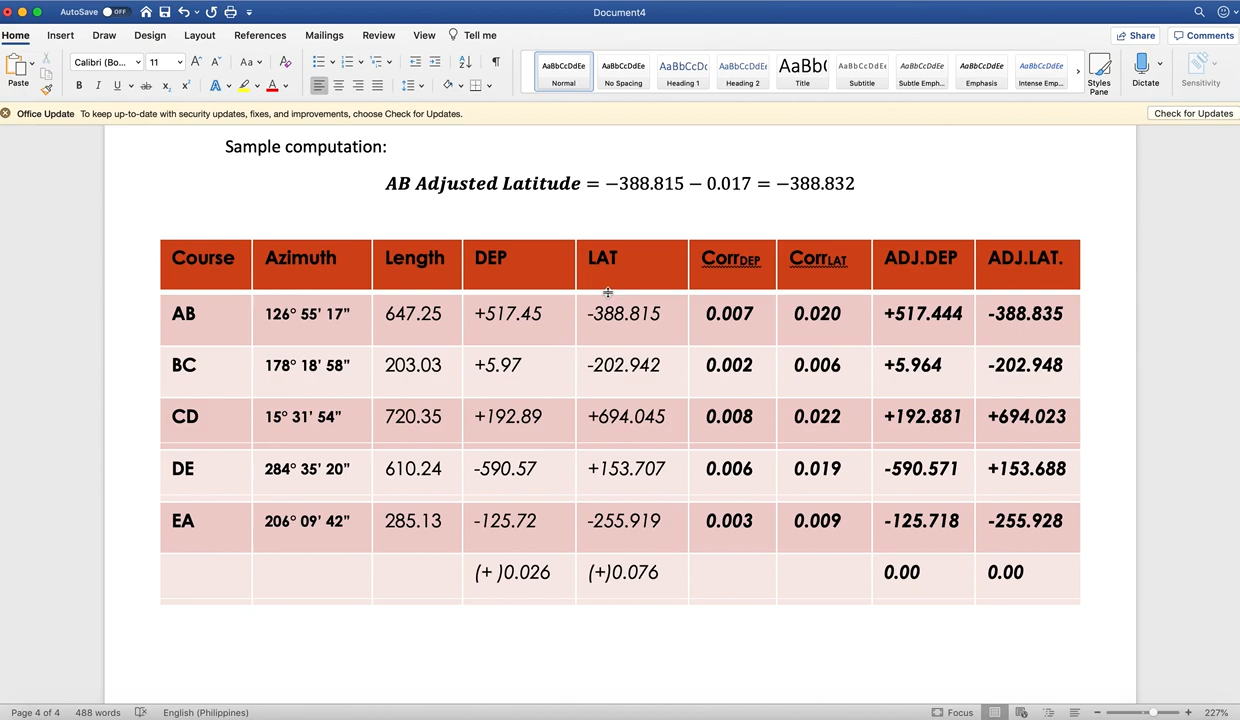 AutoSave OFF Document4
Home Insert Draw Design Layout References Mailings Review View Tell me Share Comments
Paste Calibri (Bo... 11 AaBbCcDdEe AaBbCcDdEe AaBbCcDc AaBbCcDdEe AaBb( AaBbCcDdEe AaBbCcDdEe AaBbCcDdEe AaBbCcDdEe
Normal No Spacing Heading 1 Heading 2 Title Subtitle Subtle Emph... Emphasis Intense Emp... Styles Pane Dictate Sensitivity
Office Update To keep up-to-date with security updates, fixes, and improvements, choose Check for Updates. Check for Updates
Sample computation:
AB Adjusted Latitude = −388.815 − 0.017 = −388.832
Course Azimuth Length DEP LAT CorrDEP CorrLAT ADJ.DEP ADJ.LAT.
AB 126° 55' 17” 647.25 +517.45 -388.815 0.007 0.020 +517.444 -388.835
BC 178° 18' 58” 203.03 +5.97 -202.942 0.002 0.006 +5.964 -202.948
CD 15° 31' 54” 720.35 +192.89 +694.045 0.008 0.022 +192.881 +694.023
DE 284° 35' 20” 610.24 -590.57 +153.707 0.006 0.019 -590.571 +153.688
EA 206° 09' 42” 285.13 -125.72 -255.919 0.003 0.009 -125.718 -255.928
(+ )0.026 (+)0.076 0.00 0.00
Page 4 of 4 488 words English (Philippines) Focus 227%